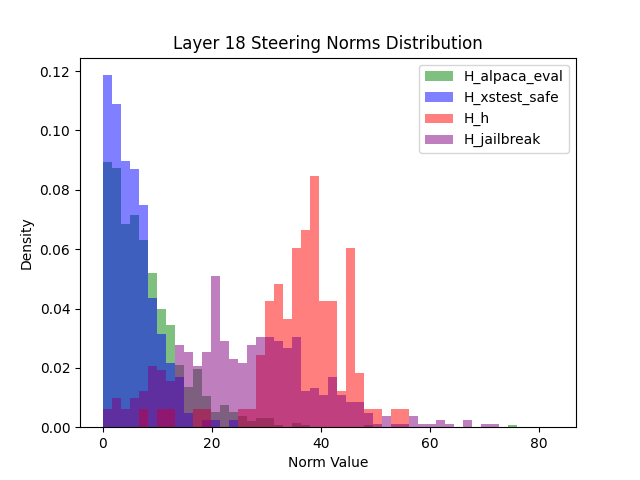 Layer 18 Steering Norms Distribution
H_alpaca_eval
H_xstest_safe
H_h
H_jailbreak
Density
0.12
0.10
0.08
0.06
0.04
0.02
0.00
0
20
40
60
80
Norm Value